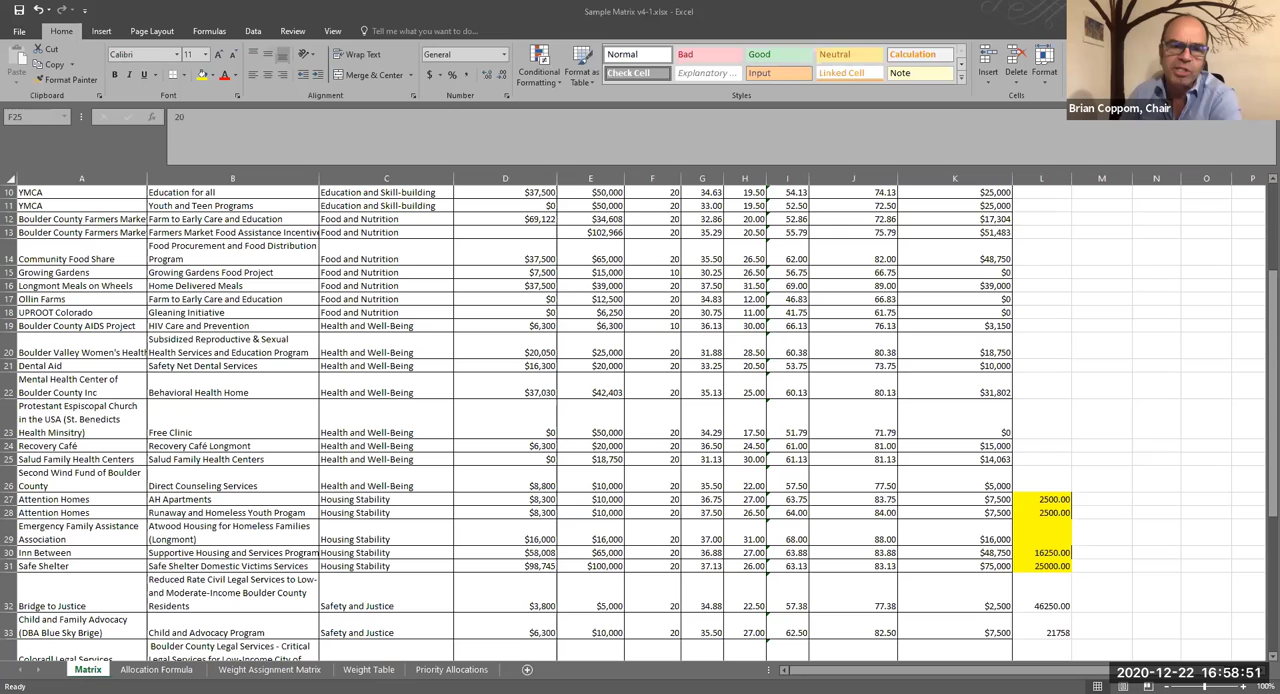 Sample Matrix v4-1.xlsx - Excel
File Home Insert Page Layout Formulas Data Review View Tell me what you want to do...
Paste
Cut
Copy
Format Painter
Clipboard
Calibri 11
B I U
Font
Wrap Text
Merge & Center
Alignment
General
$ % ,
Number
Conditional Formatting
Format as Table
Normal Bad Good Neutral Calculation
Check Cell Explanatory ... Input Linked Cell Note
Styles
Insert Delete Format
Cells
Brian Coppom, Chair
F25 fx 20
A B C D E F G H I J K L M N O P
10 YMCA Education for all Education and Skill-building $37,500 $50,000 20 34.63 19.50 54.13 74.13 $25,000
11 YMCA Youth and Teen Programs Education and Skill-building $0 $50,000 20 33.00 19.50 52.50 72.50 $25,000
12 Boulder County Farmers Marke Farm to Early Care and Education Food and Nutrition $69,122 $34,608 20 32.86 20.00 52.86 72.86 $17,304
13 Boulder County Farmers Marke Farmers Market Food Assistance Incentiv Food and Nutrition $102,966 20 35.29 20.50 55.79 75.79 $51,483
Food Procurement and Food Distribution
14 Community Food Share Program Food and Nutrition $37,500 $65,000 20 35.50 26.50 62.00 82.00 $48,750
15 Growing Gardens Growing Gardens Food Project Food and Nutrition $7,500 $15,000 10 30.25 26.50 56.75 66.75 $0
16 Longmont Meals on Wheels Home Delivered Meals Food and Nutrition $37,500 $39,000 20 37.50 31.50 69.00 89.00 $39,000
17 Ollin Farms Farm to Early Care and Education Food and Nutrition $0 $12,500 20 34.83 12.00 46.83 66.83 $0
18 UPROOT Colorado Gleaning Initiative Food and Nutrition $0 $6,250 20 30.75 11.00 41.75 61.75 $0
19 Boulder County AIDS Project HIV Care and Prevention Health and Well-Being $6,300 $6,300 10 36.13 30.00 66.13 76.13 $3,150
Subsidized Reproductive & Sexual
20 Boulder Valley Women's Health Health Services and Education Program Health and Well-Being $20,050 $25,000 20 31.88 28.50 60.38 80.38 $18,750
21 Dental Aid Safety Net Dental Services Health and Well-Being $16,300 $20,000 20 33.25 20.50 53.75 73.75 $10,000
Mental Health Center of
22 Boulder County Inc Behavioral Health Home Health and Well-Being $37,030 $42,403 20 35.13 25.00 60.13 80.13 $31,802
Protestant Espiscopal Church
in the USA (St. Benedicts
23 Health Minsitry) Free Clinic Health and Well-Being $0 $50,000 20 34.29 17.50 51.79 71.79 $0
24 Recovery Café Recovery Café Longmont Health and Well-Being $6,300 $20,000 20 36.50 24.50 61.00 81.00 $15,000
25 Salud Family Health Centers Salud Family Health Centers Health and Well-Being $0 $18,750 20 31.13 30.00 61.13 81.13 $14,063
Second Wind Fund of Boulder
26 County Direct Counseling Services Health and Well-Being $8,800 $10,000 20 35.50 22.00 57.50 77.50 $5,000
27 Attention Homes AH Apartments Housing Stability $8,300 $10,000 20 36.75 27.00 63.75 83.75 $7,500 2500.00
28 Attention Homes Runaway and Homeless Youth Progam Housing Stability $8,300 $10,000 20 37.50 26.50 64.00 84.00 $7,500 2500.00
Emergency Family Assistance Atwood Housing for Homeless Families
29 Association (Longmont) Housing Stability $16,000 $16,000 20 37.00 31.00 68.00 88.00 $16,000
30 Inn Between Supportive Housing and Services Program Housing Stability $58,008 $65,000 20 36.88 27.00 63.88 83.88 $48,750 16250.00
31 Safe Shelter Safe Shelter Domestic Victims Services Housing Stability $98,745 $100,000 20 37.13 26.00 63.13 83.13 $75,000 25000.00
Reduced Rate Civil Legal Services to Low-
and Moderate-Income Boulder County
32 Bridge to Justice Residents Safety and Justice $3,800 $5,000 20 34.88 22.50 57.38 77.38 $2,500 46250.00
Child and Family Advocacy
33 (DBA Blue Sky Brige) Child and Advocacy Program Safety and Justice $6,300 $10,000 20 35.50 27.00 62.50 82.50 $7,500 21758
Boulder County Legal Services - Critical
Colorado Legal Services Legal Services for Low-Income City of
Matrix Allocation Formula Weight Assignment Matrix Weight Table Priority Allocations
2020-12-22 16:58:51
Ready 100%